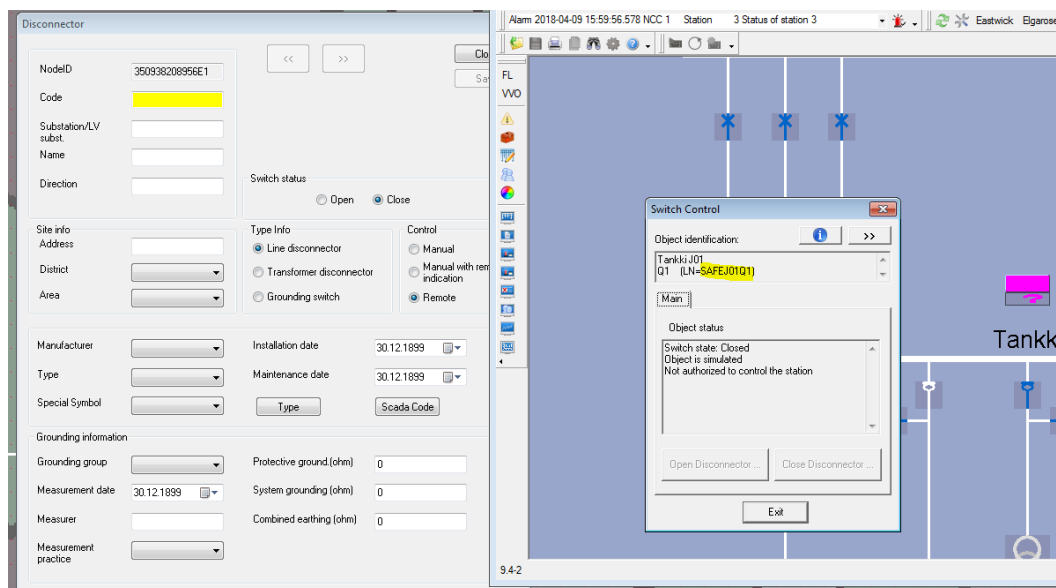 Disconnector
<<
>>
Clo
Sa
NodeID
350938208956E1
Code
Substation/LV
subst.
Name
Direction
Switch status
Open
Close
Site info
Address
District
Area
Type Info
Line disconnector
Transformer disconnector
Grounding switch
Control
Manual
Manual with rem
indication
Remote
Manufacturer
Type
Special Symbol
Installation date
30.12.1899
Maintenance date
30.12.1899
Type
Scada Code
Grounding information
Grounding group
Measurement date
30.12.1899
Measurer
Measurement
practice
Protective ground.(ohm)
0
System grounding (ohm)
0
Combined earthing (ohm)
0
Alarm 2018-04-09 15:59:56.578 NCC 1 Station 3 Status of station 3
Eastwick Elgarose
FL
VVO
Switch Control
Object identification:
>>
Tankki J01
Q1 (LN=SAFEJ01Q1)
Main
Object status
Switch state: Closed
Object is simulated
Not authorized to control the station
Open Disconnector ...
Close Disconnector ...
Exit
Tankk
9.4-2